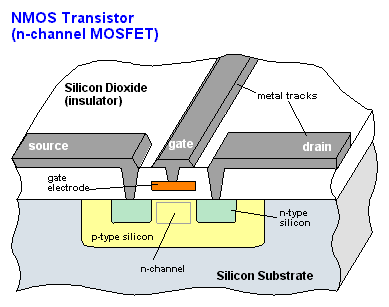 NMOS Transistor
(n-channel MOSFET)
Silicon Dioxide
(insulator)
metal tracks
source
gate
drain
gate
electrode
n-type
silicon
p-type silicon
n-channel
Silicon Substrate